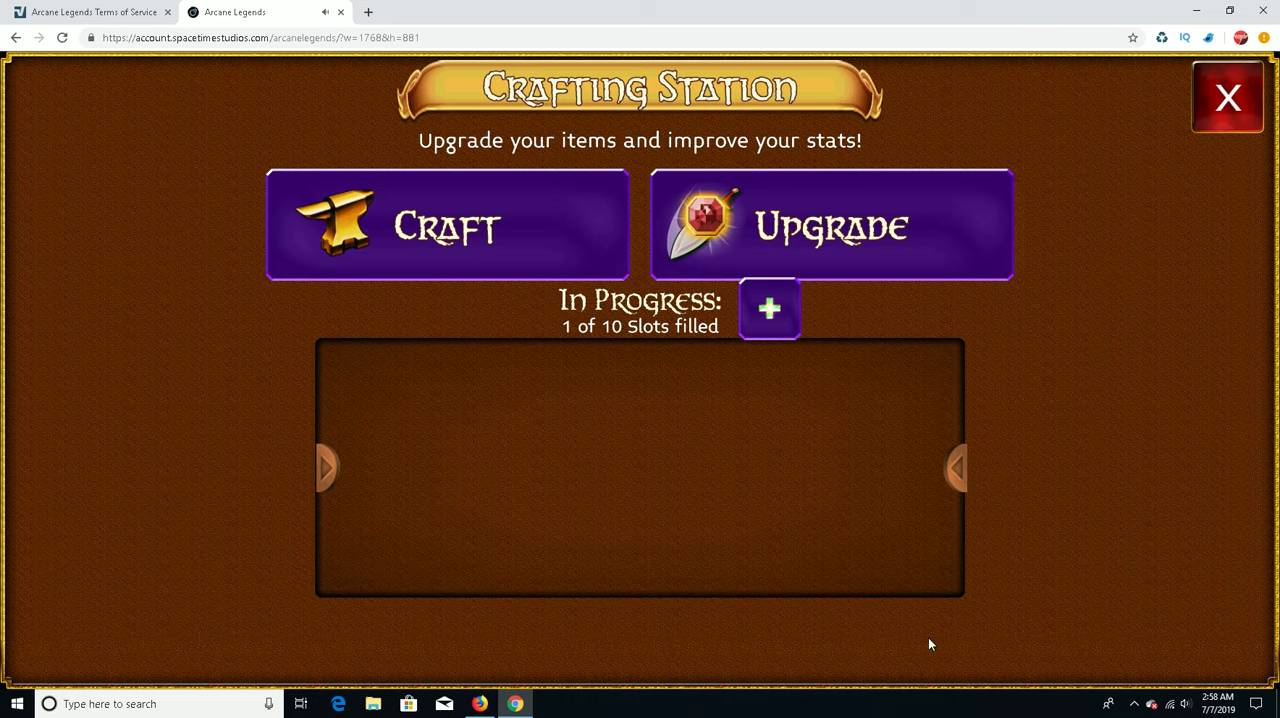 Arcane Legends Terms of Service
Arcane Legends
https://account.spacetimestudios.com/arcanelegends/?w=1768&h=881
IQ
Crafting Station
X
Upgrade your items and improve your stats!
Craft
Upgrade
In Progress:
1 of 10 Slots filled
Type here to search
2:58 AM
7/7/2019